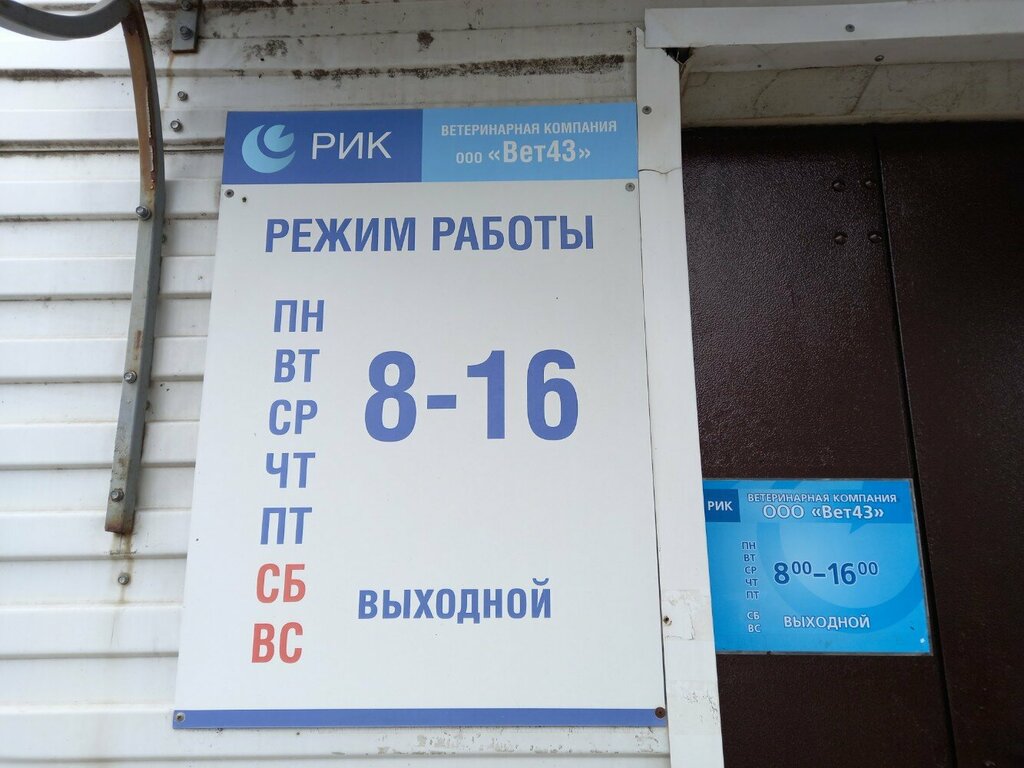 РИК
ВЕТЕРИНАРНАЯ КОМПАНИЯ
ООО «Вет43»
РЕЖИМ РАБОТЫ
ПН
ВТ
СР
ЧТ
ПТ
8-16
СБ
ВС
ВЫХОДНОЙ
РИК
ВЕТЕРИНАРНАЯ КОМПАНИЯ
ООО «Вет43»
ПН
ВТ
СР
ЧТ
ПТ
8⁰⁰–16⁰⁰
СБ
ВС
ВЫХОДНОЙ